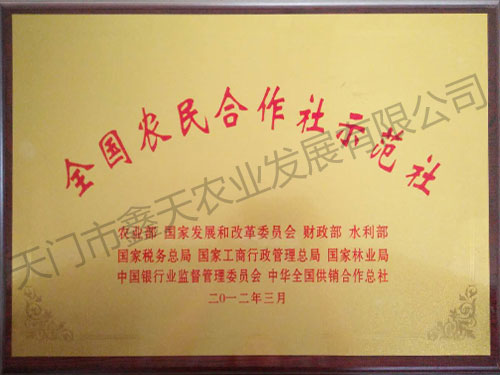 全国农民合作社示范社
农业部 国家发展和改革委员会 财政部 水利部
国家税务总局 国家工商行政管理总局 国家林业局
中国银行业监督管理委员会 中华全国供销合作总社
二〇一二年三月
天门市鑫天农业发展有限公司